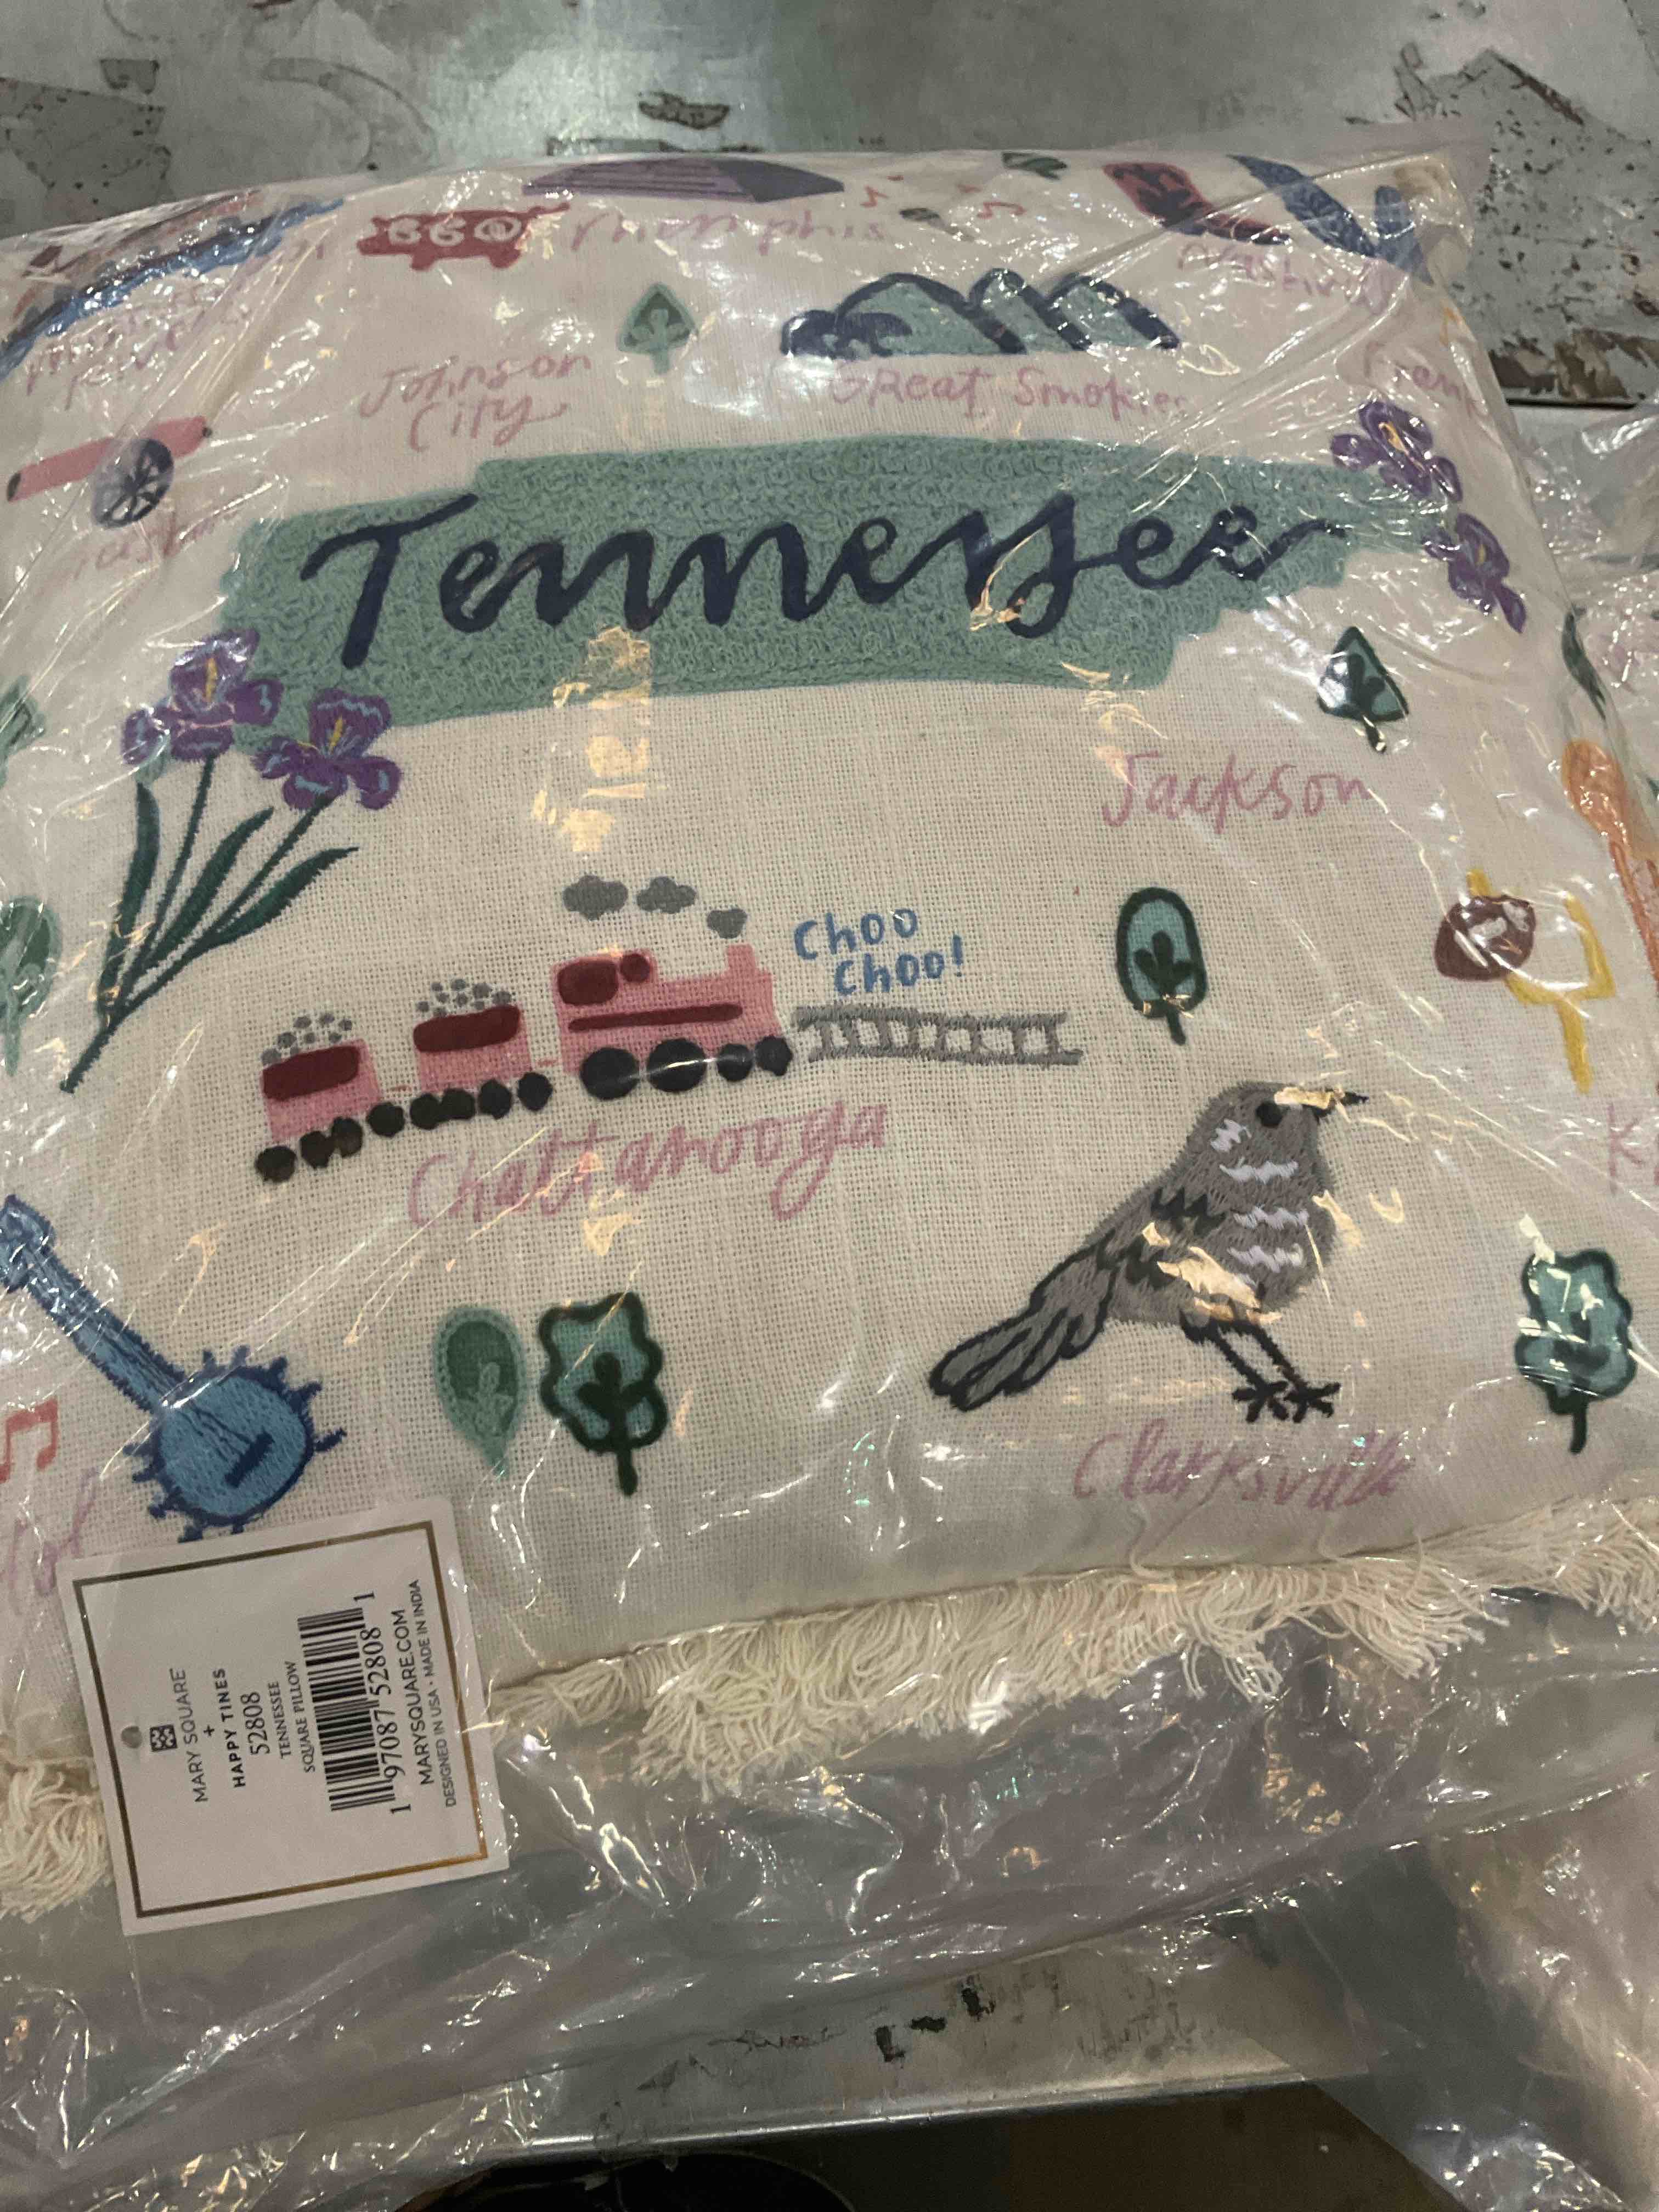 BBQ
Memphis
Nashville
Johnson
City
Great Smokies
Tennessee
Jackson
Choo
Choo!
Chattanooga
Clarksville
MARY SQUARE
+
HAPPY TINES
52808
TENNESSEE
SQUARE PILLOW
1 97087 52808 1
MARYSQUARE.COM
DESIGNED IN USA • MADE IN INDIA